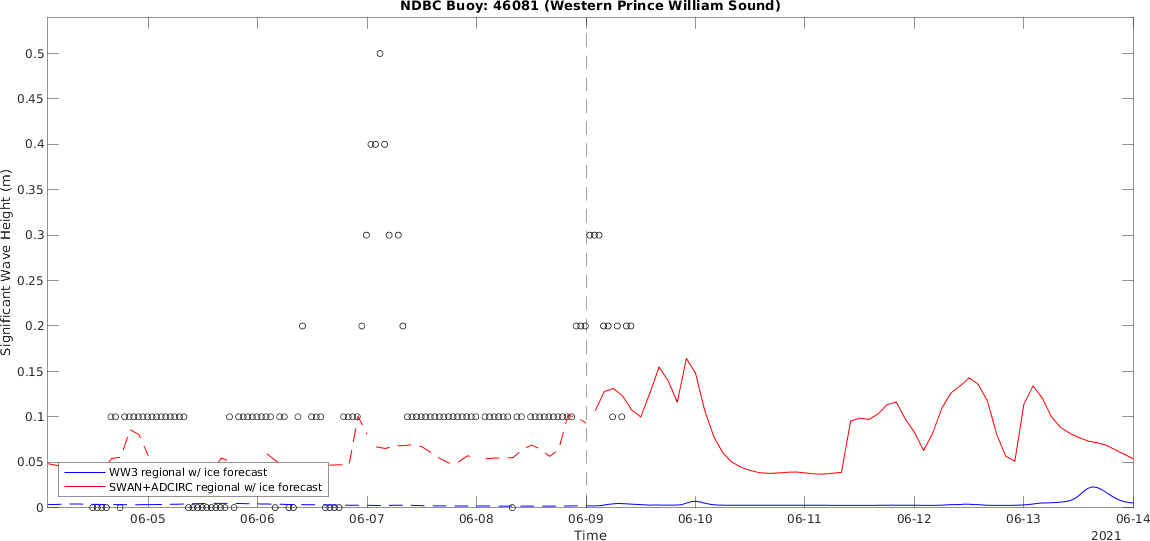 NDBC Buoy: 46081 (Western Prince William Sound)
Significant Wave Height (m)
0.5
0.45
0.4
0.35
0.3
0.25
0.2
0.15
0.1
0.05
0
WW3 regional w/ ice forecast
SWAN+ADCIRC regional w/ ice forecast
06-05 06-06 06-07 06-08 06-09 06-10 06-11 06-12 06-13 06-14
Time
2021